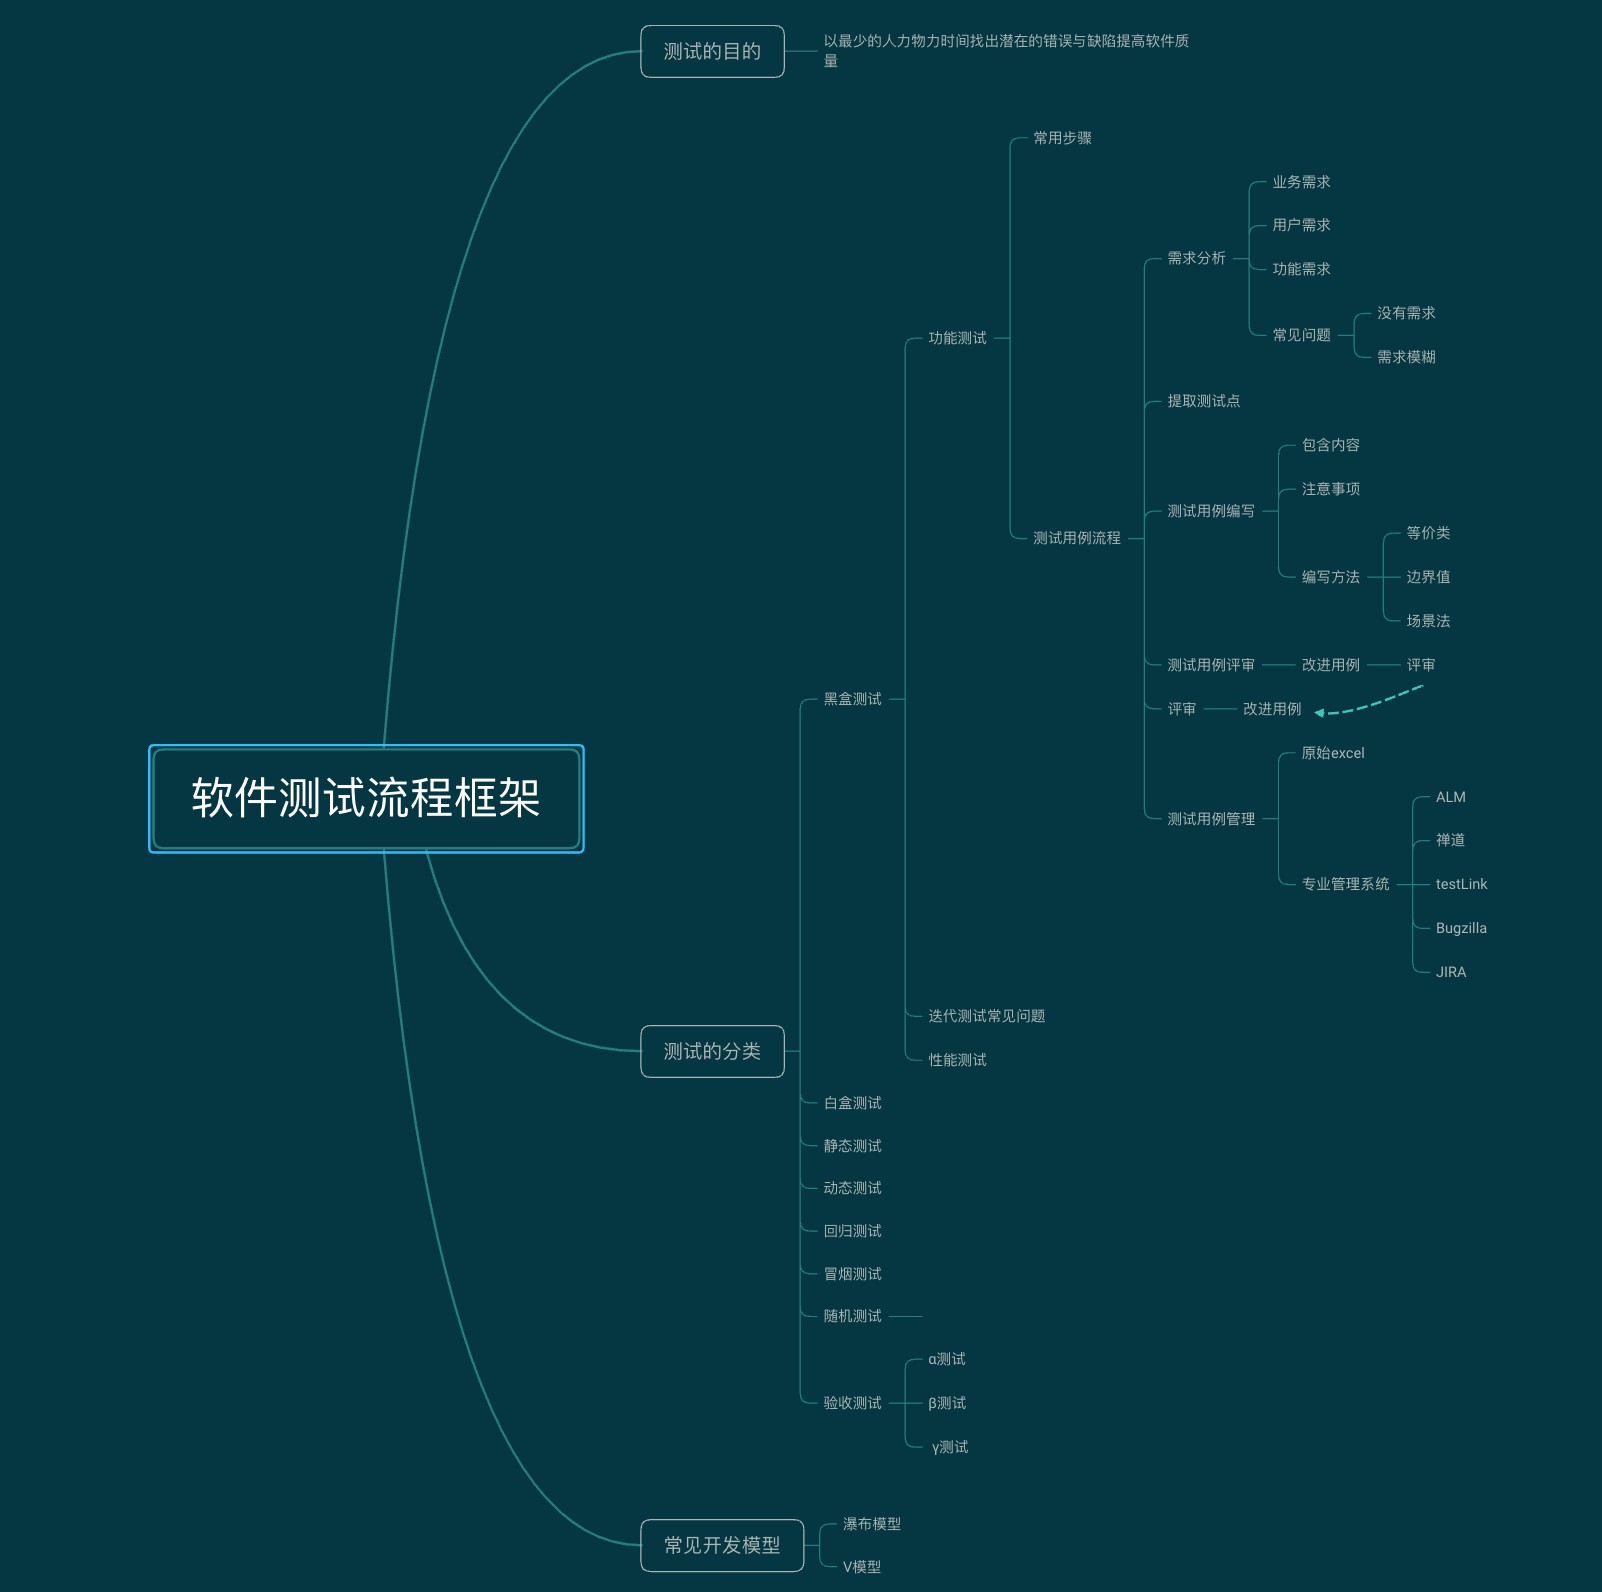 测试的目的
以最少的人力物力时间找出潜在的错误与缺陷提高软件质
量
常用步骤
业务需求
用户需求
需求分析
功能需求
没有需求
常见问题
功能测试
需求模糊
提取测试点
包含内容
注意事项
测试用例编写
等价类
测试用例流程
编写方法
边界值
场景法
测试用例评审
改进用例
评审
黑盒测试
评审
改进用例
原始excel
软件测试流程框架
ALM
测试用例管理
禅道
专业管理系统
testLink
Bugzilla
JIRA
迭代测试常见问题
测试的分类
性能测试
白盒测试
静态测试
动态测试
回归测试
冒烟测试
随机测试
α测试
验收测试
β测试
γ测试
瀑布模型
常见开发模型
V模型